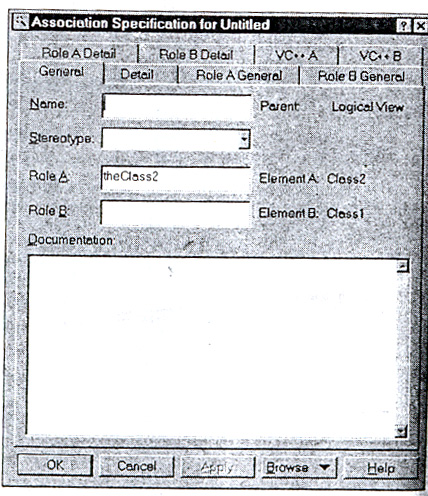 Association Specification for Untitled
Role A Detail Role B Detail VC++ A VC++ B
General Detail Role A General Role B General
Name: Parent: Logical View
Stereotype:
Role A: theClass2 Element A: Class2
Role B: Element B: Class1
Documentation:
OK Cancel Apply Browse Help